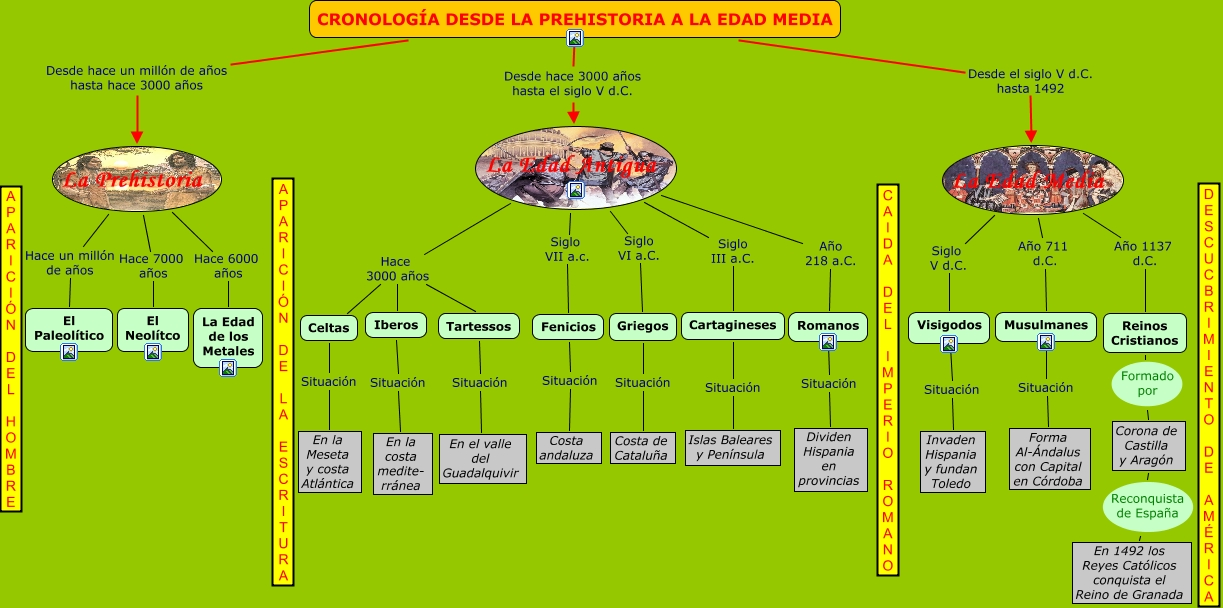 CRONOLOGÍA DESDE LA PREHISTORIA A LA EDAD MEDIA
Desde hace un millón de años
hasta hace 3000 años
Desde hace 3000 años
hasta el siglo V d.C.
Desde el siglo V d.C.
hasta 1492
La Prehistoria
La Edad Antigua
La Edad Media
APARICIÓN DEL HOMBRE
Hace un millón
de años
Hace 7000
años
Hace 6000
años
El
Paleolítico
El
Neolítco
La Edad
de los
Metales
APARICIÓN DE LA ESCRITURA
Hace
3000 años
Siglo
VII a.c.
Siglo
VI a.C.
Siglo
III a.C.
Año
218 a.C.
Celtas
Iberos
Tartessos
Fenicios
Griegos
Cartagineses
Romanos
Situación
Situación
Situación
Situación
Situación
Situación
Situación
En la
Meseta
y costa
Atlántica
En la
costa
medite-
rránea
En el valle
del
Guadalquivir
Costa
andaluza
Costa de
Cataluña
Islas Baleares
y Península
Dividen
Hispania
en
provincias
CAIDA DEL IMPERIO ROMANO
Siglo
V d.C.
Año 711
d.C.
Año 1137
d.C.
Visigodos
Musulmanes
Reinos
Cristianos
Situación
Situación
Formado
por
Invaden
Hispania
y fundan
Toledo
Forma
Al-Ándalus
con Capital
en Córdoba
Corona de
Castilla
y Aragón
Reconquista
de España
En 1492 los
Reyes Católicos
conquista el
Reino de Granada
DESCUCBRIMIENTO DE AMÉRICA